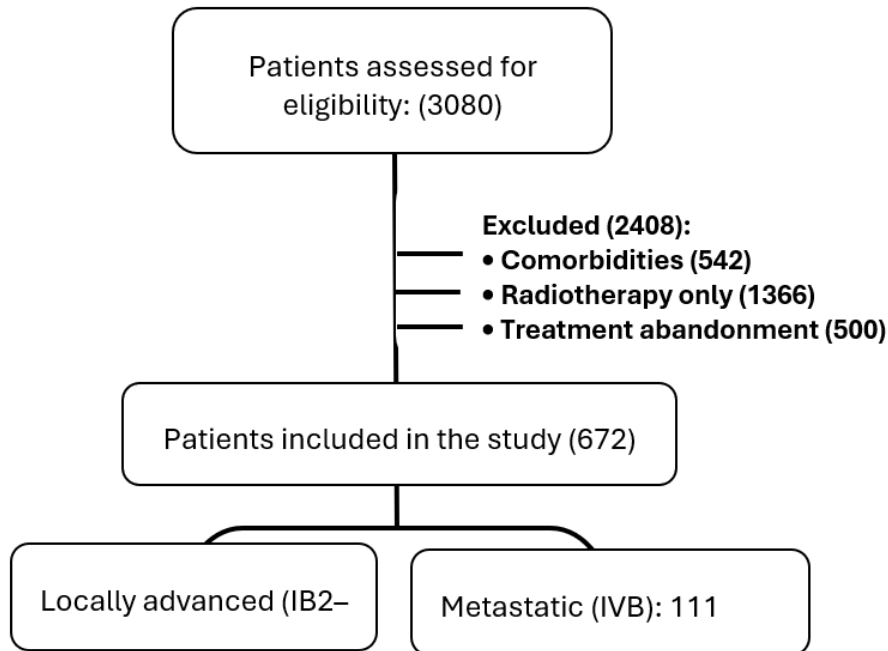 Patients assessed for
eligibility: (3080)
Excluded (2408):
• Comorbidities (542)
• Radiotherapy only (1366)
• Treatment abandonment (500)
Patients included in the study (672)
Locally advanced (IB2–
Metastatic (IVB): 111